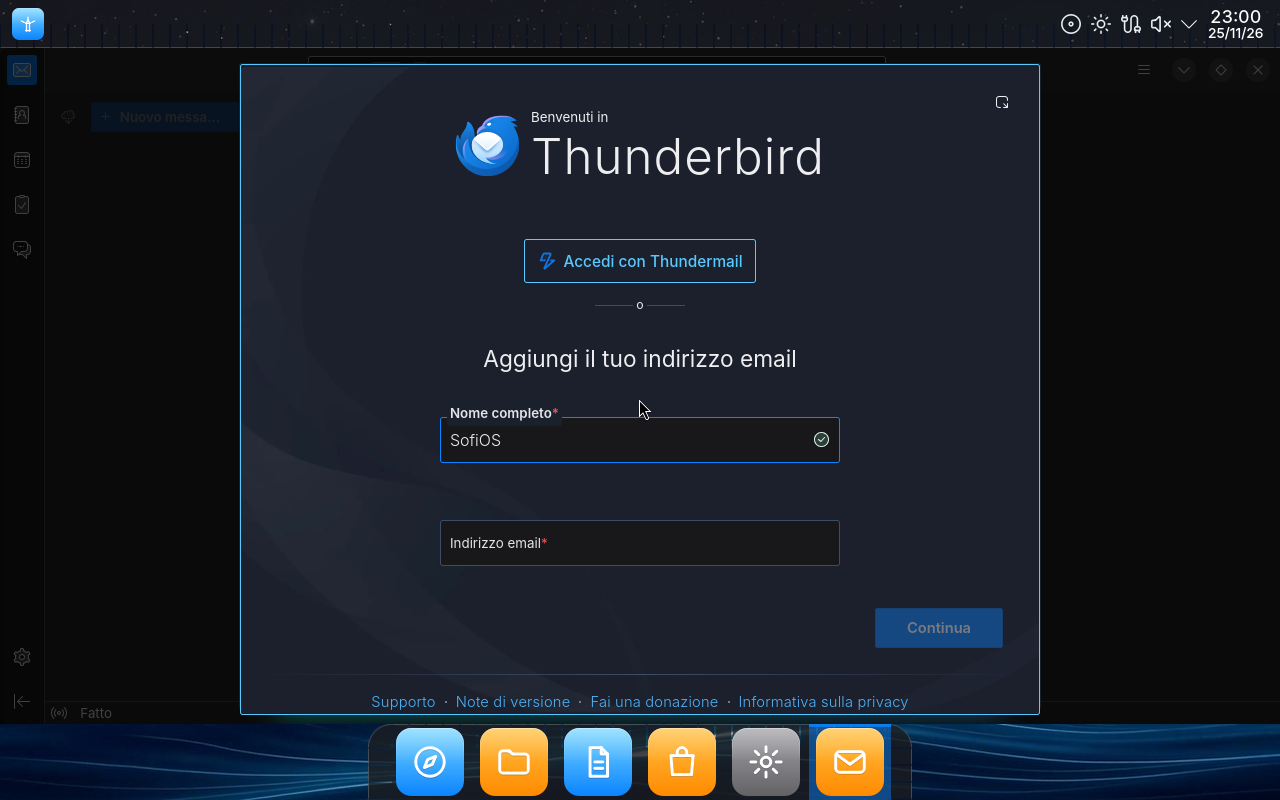 23:00
25/11/26
+ Nuovo messa...
Benvenuti in
Thunderbird
Accedi con Thundermail
o
Aggiungi il tuo indirizzo email
Nome completo*
SofiOS
Indirizzo email*
Continua
Supporto · Note di versione · Fai una donazione · Informativa sulla privacy
Fatto